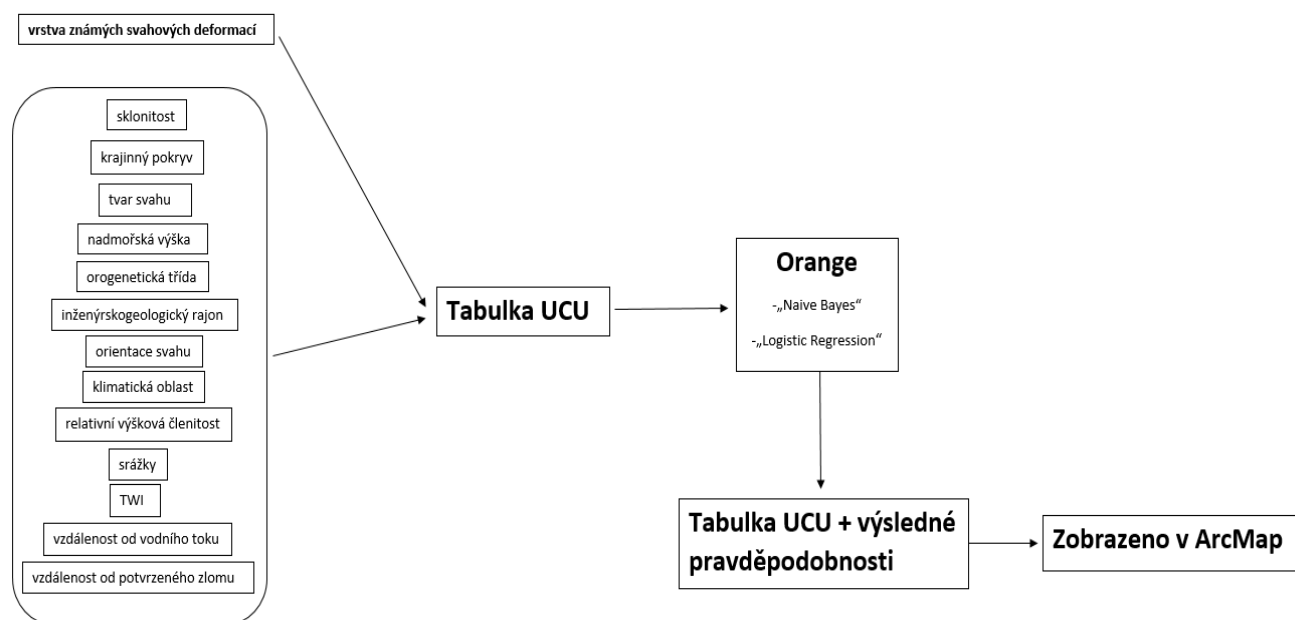 vrstva známých svahových deformací
sklonitost
krajinný pokryv
tvar svahu
nadmořská výška
orogenetická třída
inženýrskogeologický rajon
orientace svahu
klimatická oblast
relativní výšková členitost
srážky
TWI
vzdálenost od vodního toku
vzdálenost od potvrzeného zlomu
Tabulka UCU
Orange
-„Naive Bayes“
-„Logistic Regression“
Tabulka UCU + výsledné
pravděpodobnosti
Zobrazeno v ArcMap